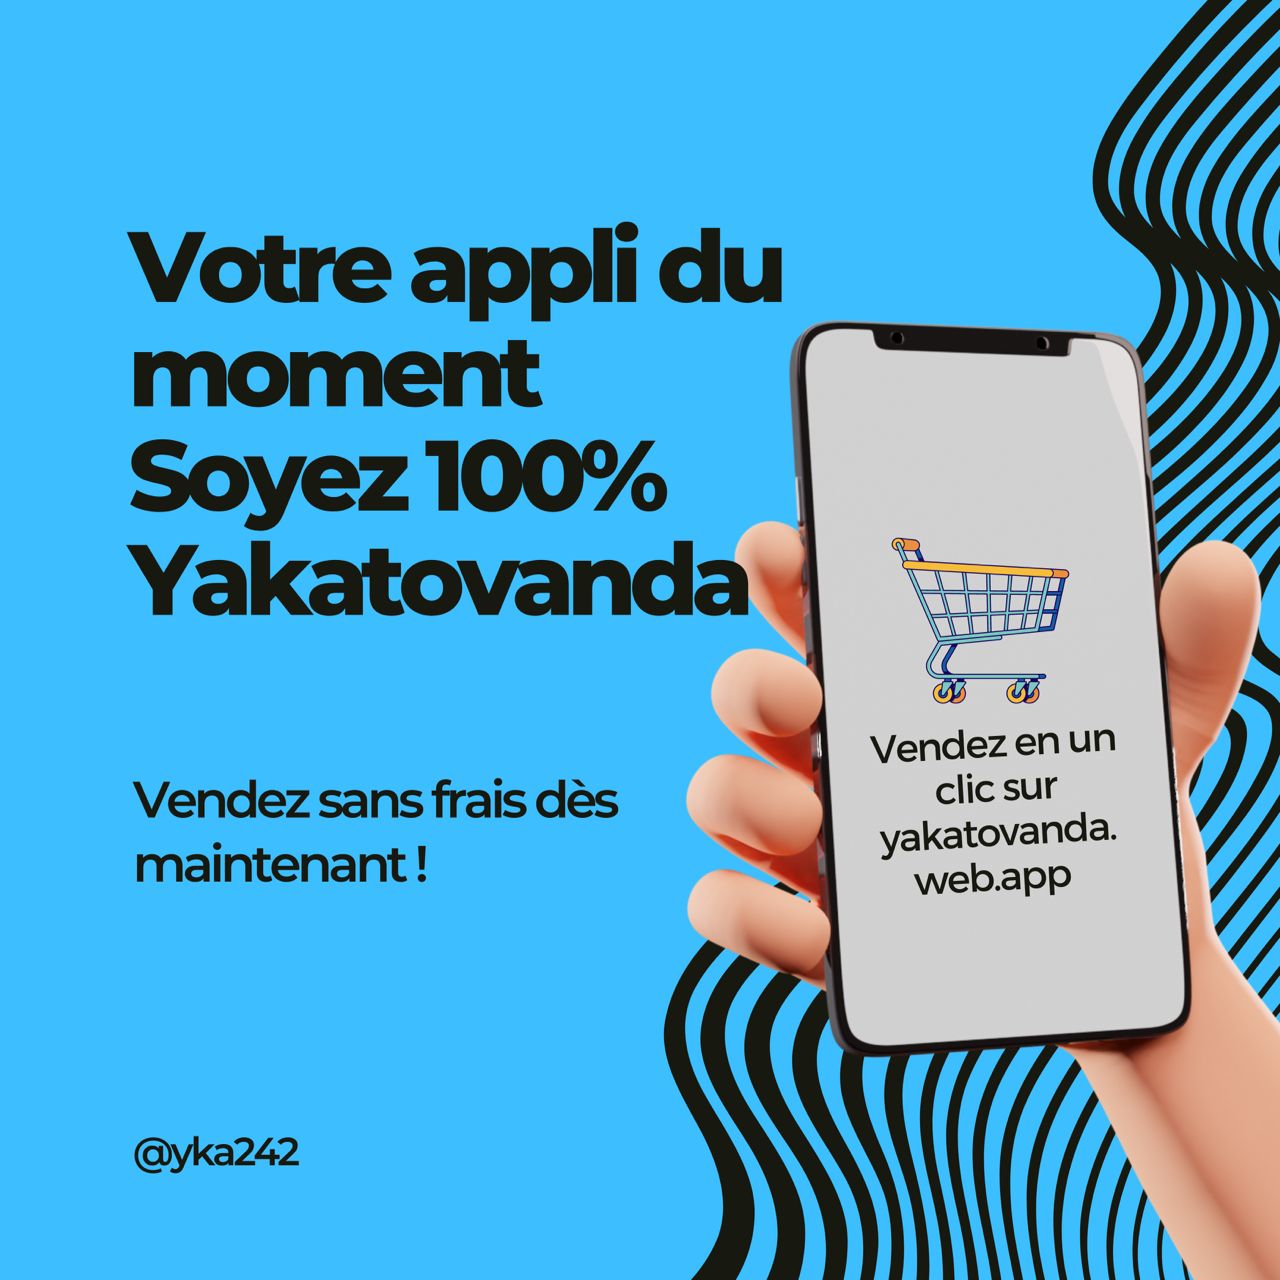 Votre appli du
moment
Soyez 100%
Yakatovanda
Vendez sans frais dès
maintenant !
@yka242
Vendez en un
clic sur
yakatovanda.
web.app